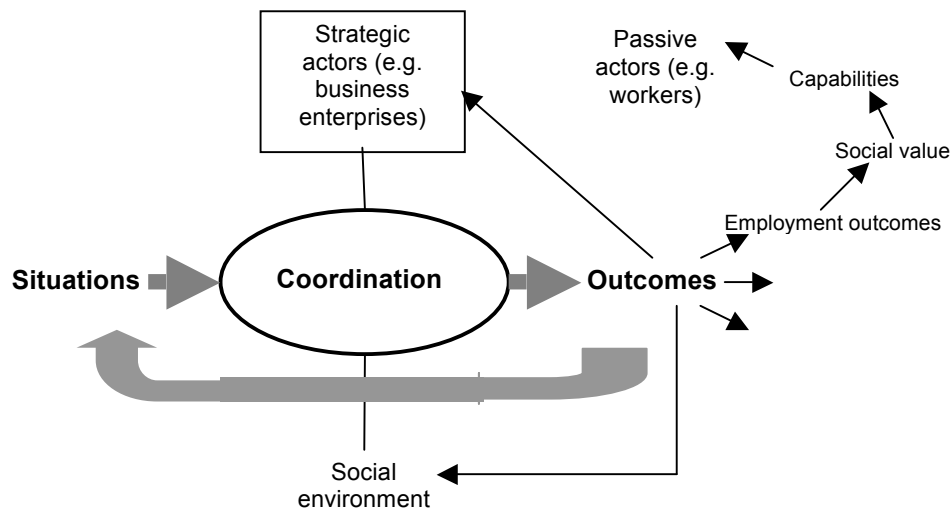 Strategic
actors (e.g.
business
enterprises)
Passive
actors (e.g.
workers)
Capabilities
Social value
Employment outcomes
Situations
Coordination
Outcomes
Social
environment